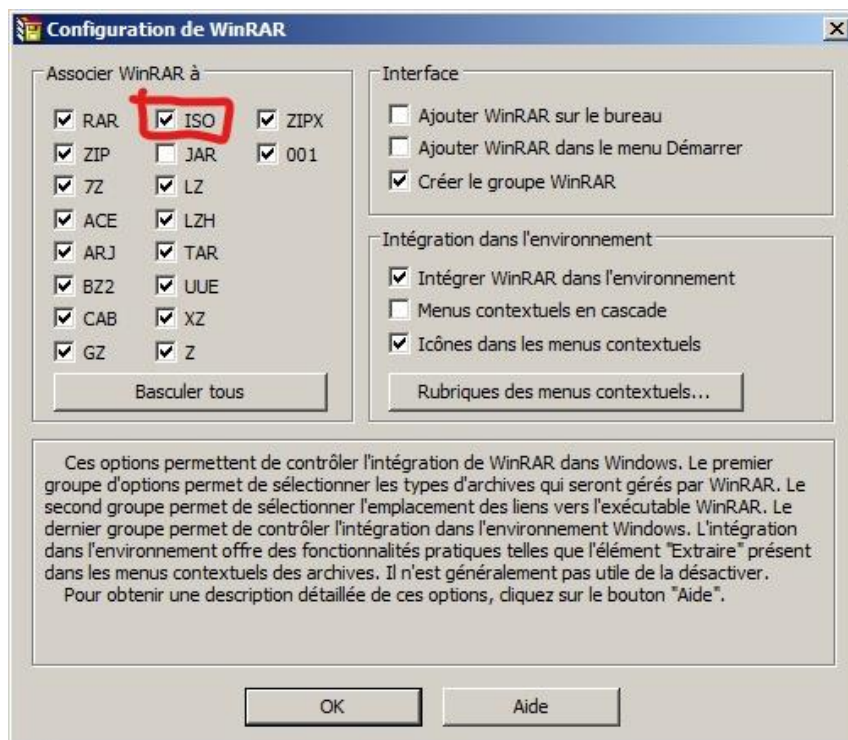 Configuration de WinRAR
Associer WinRAR à
RAR
ISO
ZIPX
ZIP
JAR
001
7Z
LZ
ACE
LZH
ARJ
TAR
BZ2
UUE
CAB
XZ
GZ
Z
Basculer tous
Interface
Ajouter WinRAR sur le bureau
Ajouter WinRAR dans le menu Démarrer
Créer le groupe WinRAR
Intégration dans l'environnement
Intégrer WinRAR dans l'environnement
Menus contextuels en cascade
Icônes dans les menus contextuels
Rubriques des menus contextuels...
Ces options permettent de contrôler l'intégration de WinRAR dans Windows. Le premier
groupe d'options permet de sélectionner les types d'archives qui seront gérés par WinRAR. Le
second groupe permet de sélectionner l'emplacement des liens vers l'exécutable WinRAR. Le
dernier groupe permet de contrôler l'intégration dans l'environnement Windows. L'intégration
dans l'environnement offre des fonctionnalités pratiques telles que l'élément "Extraire" présent
dans les menus contextuels des archives. Il n'est généralement pas utile de la désactiver.
Pour obtenir une description détaillée de ces options, cliquez sur le bouton "Aide".
OK
Aide